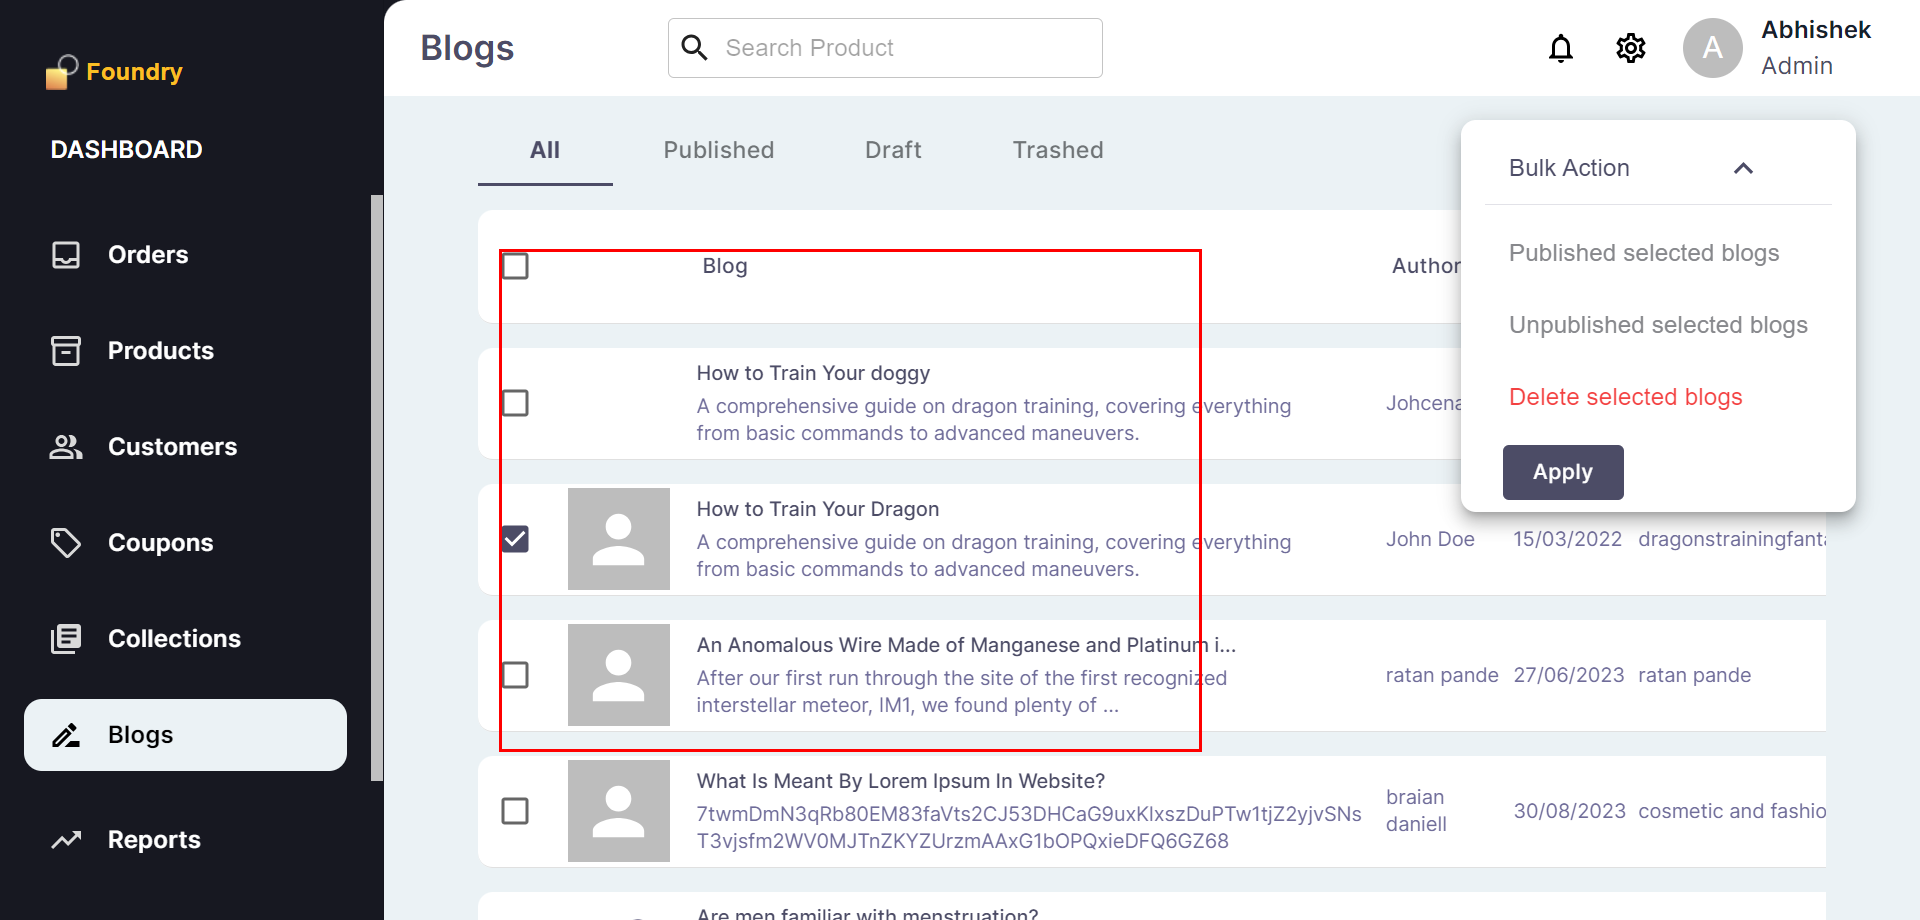 Foundry
DASHBOARD
Orders
Products
Customers
Coupons
Collections
Blogs
Reports
Blogs
Search Product
A
Abhishek
Admin
All
Published
Draft
Trashed
Bulk Action
Published selected blogs
Unpublished selected blogs
Delete selected blogs
Apply
Blog
Author
How to Train Your doggy
A comprehensive guide on dragon training, covering everything
from basic commands to advanced maneuvers.
Johcena
How to Train Your Dragon
A comprehensive guide on dragon training, covering everything
from basic commands to advanced maneuvers.
John Doe
15/03/2022
dragonstrainingfanta
An Anomalous Wire Made of Manganese and Platinum i...
After our first run through the site of the first recognized
interstellar meteor, IM1, we found plenty of ...
ratan pande
27/06/2023
ratan pande
What Is Meant By Lorem Ipsum In Website?
7twmDmN3qRb80EM83faVts2CJ53DHCaG9uxKIxszDuPTw1tjZ2yjvSNs
T3vjsfm2WV0MJTnZKYZUrzmAAxG1bOPQxieDFQ6GZ68
braian
daniell
30/08/2023
cosmetic and fashio
Are men familiar with menstruation?